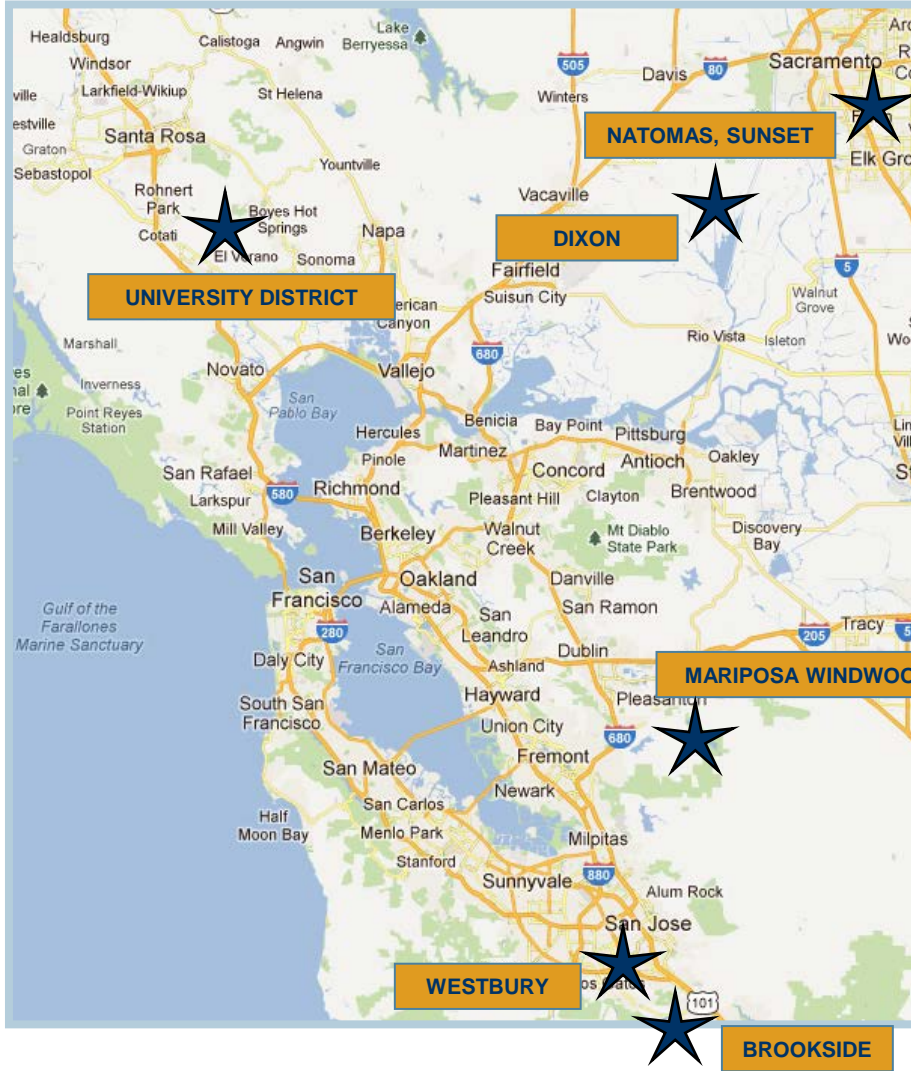 Healdsburg
Calistoga
Angwin
Lake
Berryessa
Windsor
Larkfield-Wikiup
St Helena
505
Winters
Davis
80
Sacramento
ville
Santa Rosa
Graton
Sebastopol
Yountville
NATOMAS, SUNSET
Elk Gro
Rohnert
Park
Cotati
Boyes Hot
Springs
El Verano
Sonoma
Napa
Vacaville
DIXON
Fairfield
Suisun City
5
Walnut
Grove
UNIVERSITY DISTRICT
erican
Canyon
Marshall
Novato
Vallejo
680
Rio Vista
Isleton
Inverness
Point Reyes
Station
San
Pablo Bay
Hercules
Benicia
Bay Point
Pittsburg
Pinole
Martinez
Concord
Antioch
Oakley
San Rafael
Larkspur
580
Richmond
Pleasant Hill
Clayton
Brentwood
Mill Valley
Berkeley
Walnut
Creek
Mt Diablo
State Park
Discovery
Bay
San
Francisco
Oakland
Alameda
Danville
San Ramon
San
Leandro
Gulf of the
Farallones
Marine Sanctuary
280
Daly City
San
Francisco Bay
Ashland
Dublin
205
Tracy
5
MARIPOSA WINDWOO
Hayward
Pleasanton
South San
Francisco
Union City
680
San Mateo
Fremont
Newark
Half
Moon Bay
San Carlos
Menlo Park
Stanford
Milpitas
Sunnyvale
880
Alum Rock
San Jose
WESTBURY
os Gatos
101
BROOKSIDE